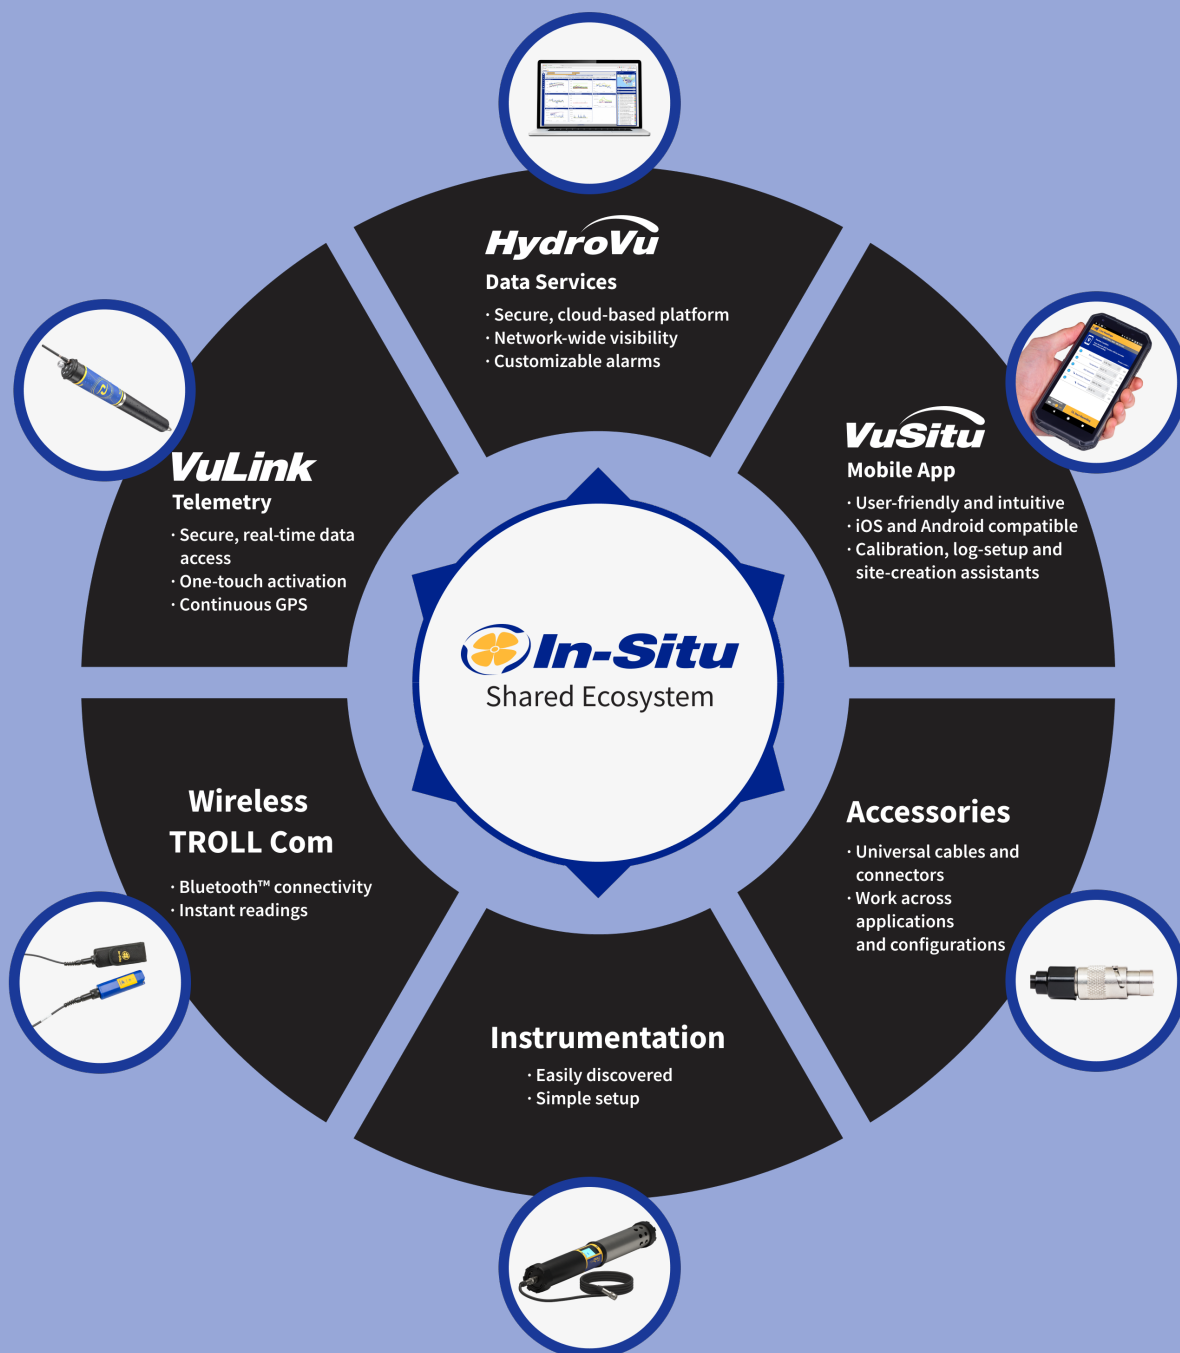 HydroVu
Data Services
· Secure, cloud-based platform
· Network-wide visibility
· Customizable alarms
VuSitu
Mobile App
· User-friendly and intuitive
· iOS and Android compatible
· Calibration, log-setup and
site-creation assistants
VuLink
Telemetry
· Secure, real-time data
access
· One-touch activation
· Continuous GPS
In-Situ
Shared Ecosystem
Wireless
TROLL Com
· Bluetooth™ connectivity
· Instant readings
Accessories
· Universal cables and
connectors
· Work across
applications
and configurations
Instrumentation
· Easily discovered
· Simple setup